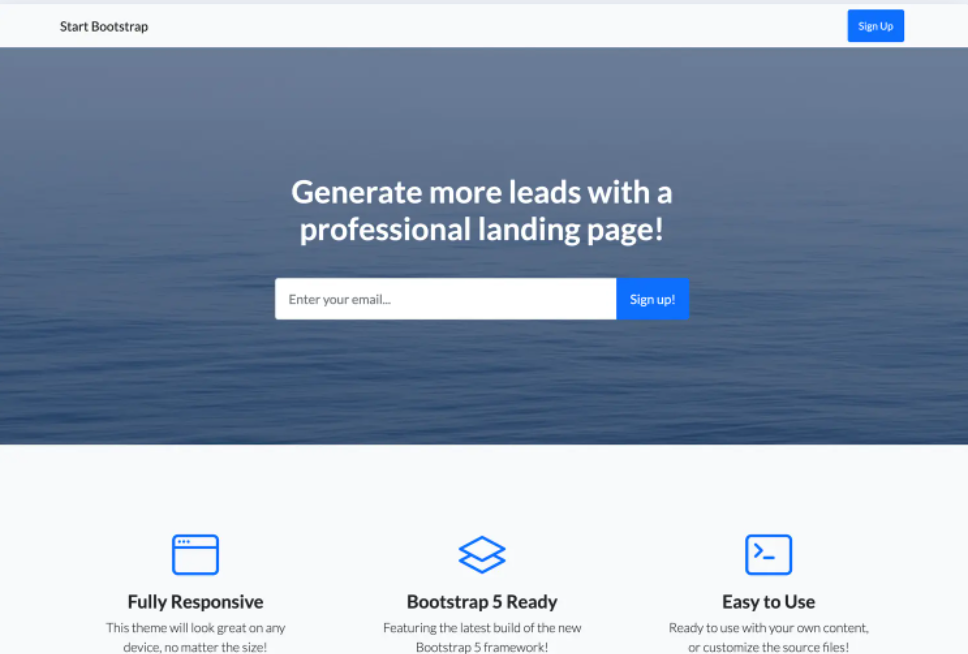 Start Bootstrap
Sign Up
Generate more leads with a
professional landing page!
Enter your email...
Sign up!
Fully Responsive
This theme will look great on any
device, no matter the size!
Bootstrap 5 Ready
Featuring the latest build of the new
Bootstrap 5 framework!
Easy to Use
Ready to use with your own content,
or customize the source files!